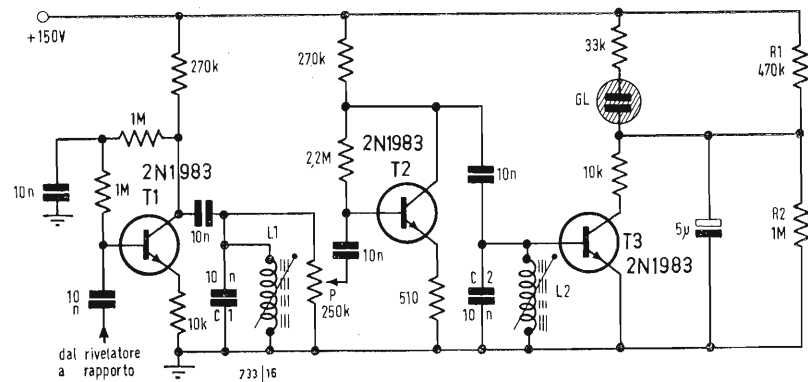 +150V
270k
1M
10n
1M
2N1983
T1
10n
10
n
10k
dal rivelatore
a rapporto
10 n
C 1
L1
P
250k
733|16
270k
2,2M
2N1983
T2
10n
510
10n
C 2
10 n
L2
33k
GL
10k
T3
2N1983
5µ
R1
470k
R2
1M